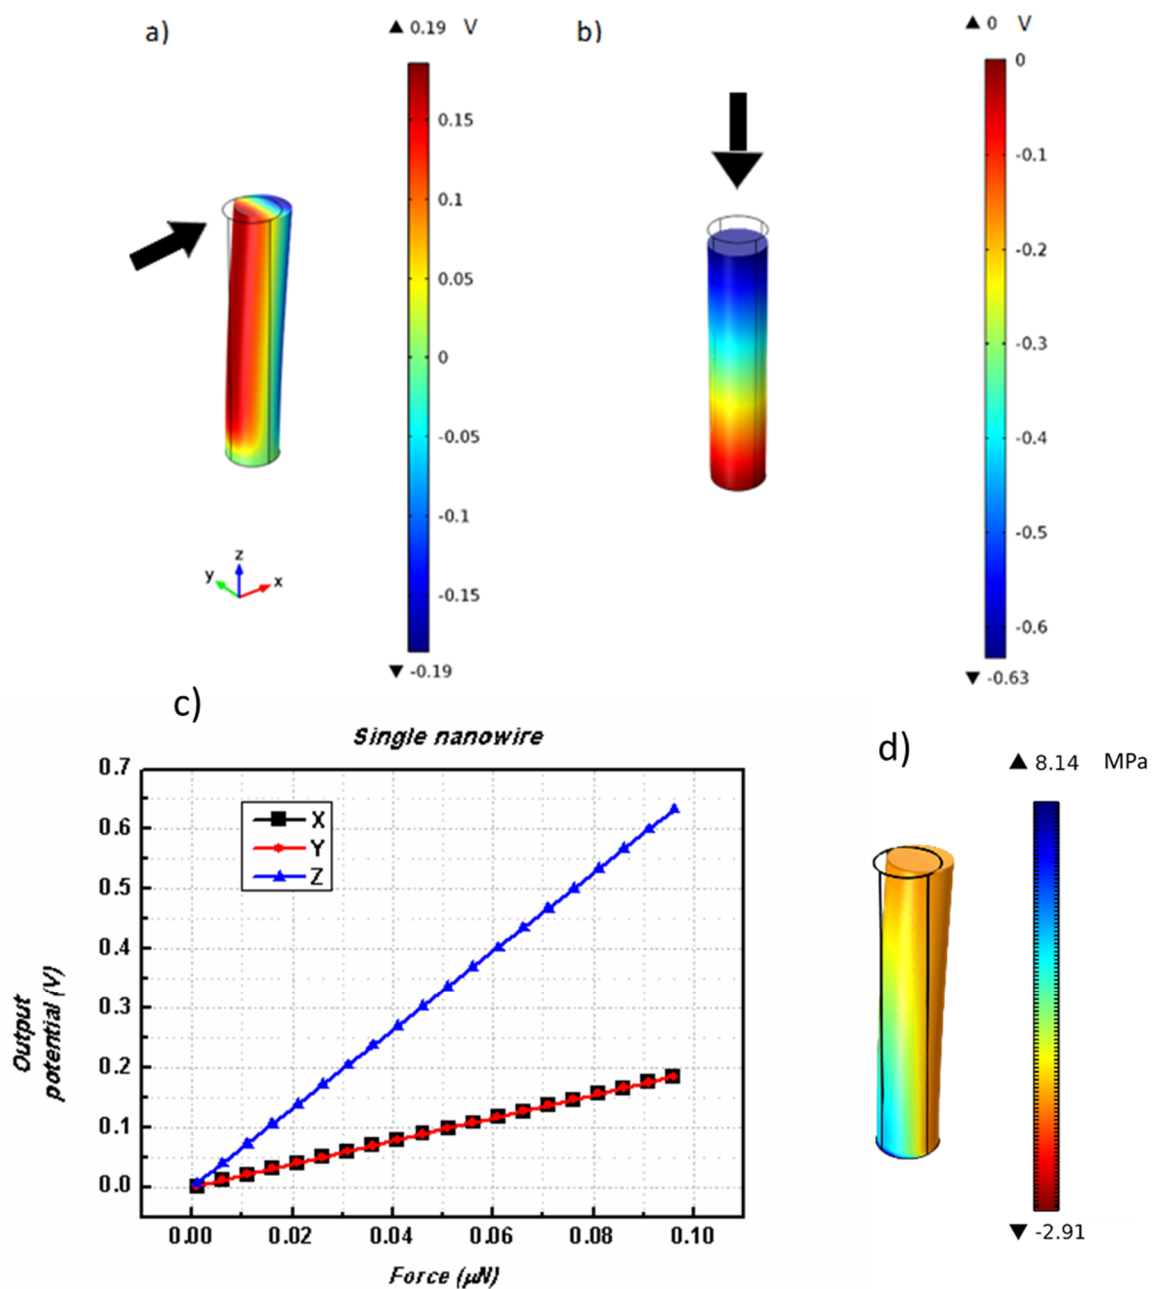 a)
▲ 0.19 V
0.15
0.1
0.05
0
-0.05
-0.1
-0.15
▼ -0.19
z
y
x
b)
▲ 0 V
0
-0.1
-0.2
-0.3
-0.4
-0.5
-0.6
▼ -0.63
c)
Single nanowire
0.7
0.6
0.5
0.4
0.3
0.2
0.1
0.0
X
Y
Z
Output
potential (V)
0.00 0.02 0.04 0.06 0.08 0.10
Force (μN)
d)
▲ 8.14 MPa
▼ -2.91